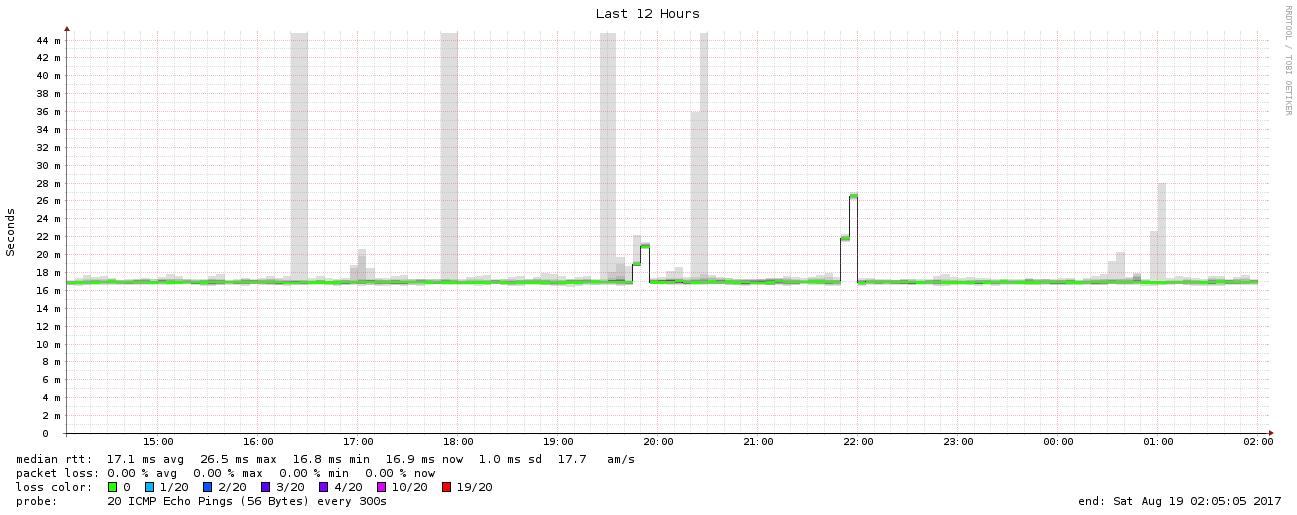 Last 12 Hours
RRDTOOL / TOBI OETIKER
Seconds
44 m
42 m
40 m
38 m
36 m
34 m
32 m
30 m
28 m
26 m
24 m
22 m
20 m
18 m
16 m
14 m
12 m
10 m
8 m
6 m
4 m
2 m
0
15:00 16:00 17:00 18:00 19:00 20:00 21:00 22:00 23:00 00:00 01:00 02:00
median rtt: 17.1 ms avg 26.5 ms max 16.8 ms min 16.9 ms now 1.0 ms sd 17.7 am/s
packet loss: 0.00 % avg 0.00 % max 0.00 % min 0.00 % now
loss color: 0 1/20 2/20 3/20 4/20 10/20 19/20
probe: 20 ICMP Echo Pings (56 Bytes) every 300s end: Sat Aug 19 02:05:05 2017